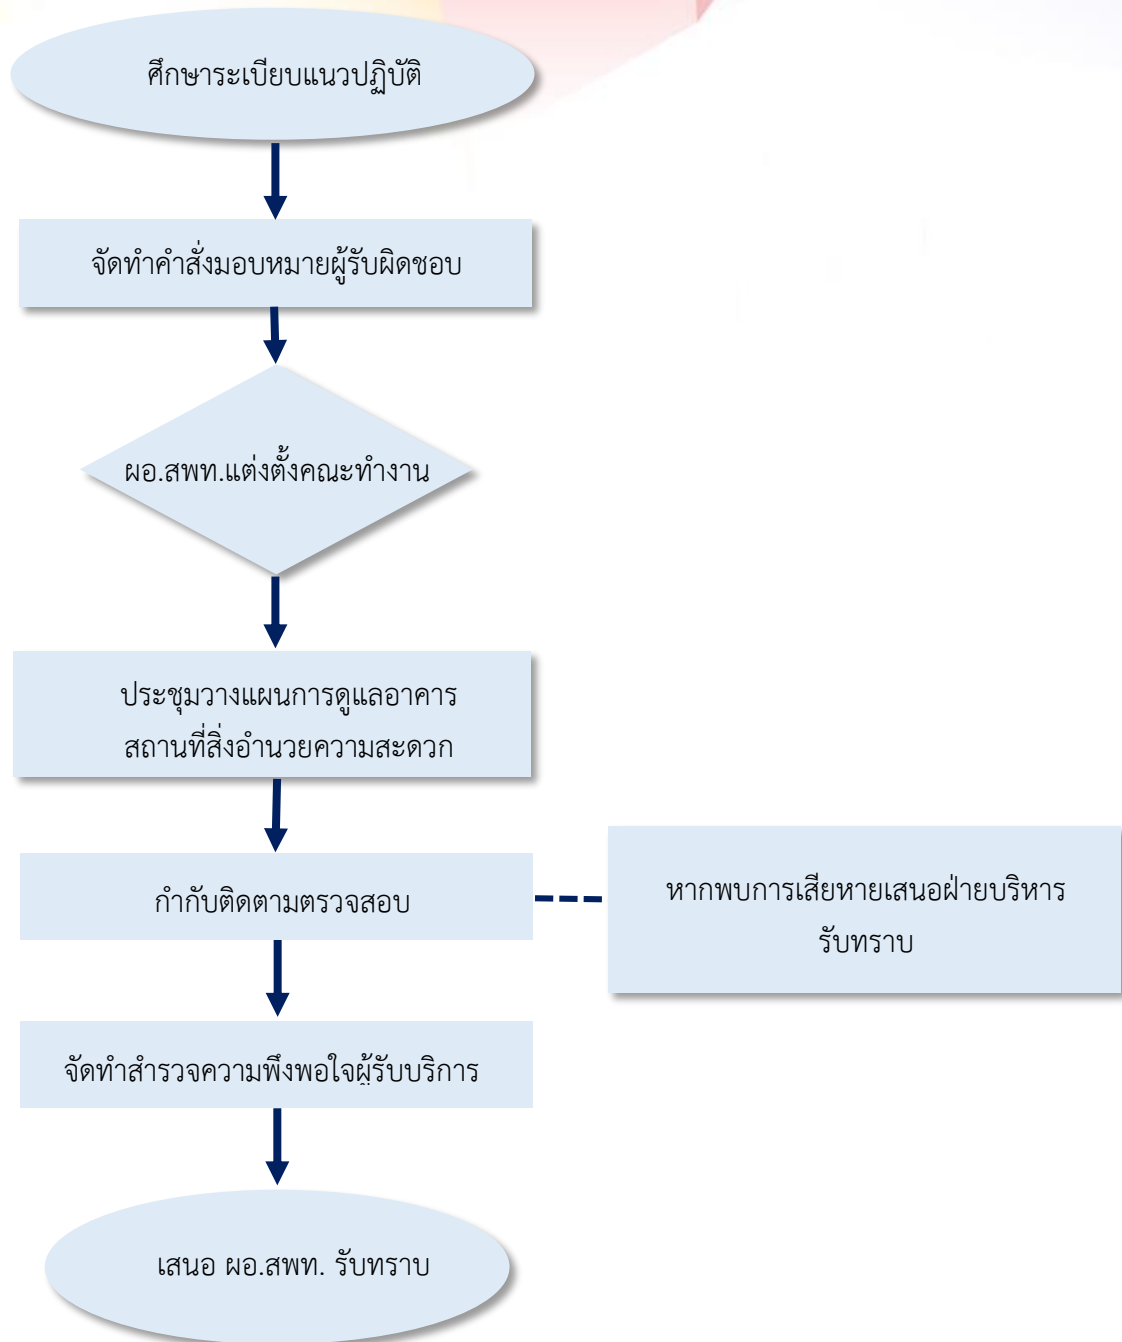 ศึกษาระเบียบแนวปฏิบัติ
จัดทำคำสั่งมอบหมายผู้รับผิดชอบ
ผอ.สพท.แต่งตั้งคณะทำงาน
ประชุมวางแผนการดูแลอาคาร
สถานที่สิ่งอำนวยความสะดวก
กำกับติดตามตรวจสอบ
หากพบการเสียหายเสนอฝ่ายบริหาร
รับทราบ
จัดทำสำรวจความพึงพอใจผู้รับบริการ
เสนอ ผอ.สพท. รับทราบ